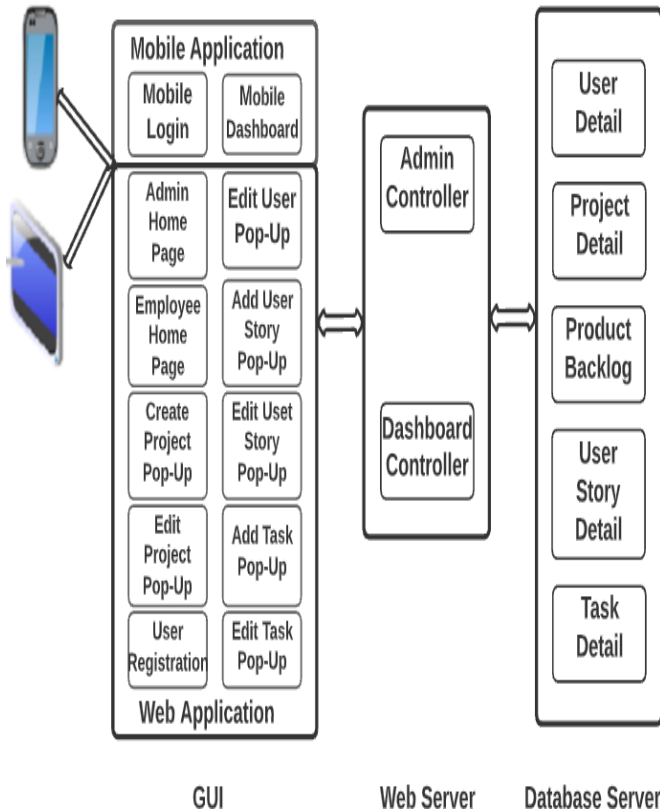 Mobile Application
Mobile
Login
Mobile
Dashboard
Admin
Home
Page
Edit User
Pop-Up
Employee
Home
Page
Add User
Story
Pop-Up
Create
Project
Pop-Up
Edit Uset
Story
Pop-Up
Edit
Project
Pop-Up
Add Task
Pop-Up
User
Registration
Edit Task
Pop-Up
Web Application
GUI
Admin
Controller
Dashboard
Controller
Web Server
User
Detail
Project
Detail
Product
Backlog
User
Story
Detail
Task
Detail
Database Server